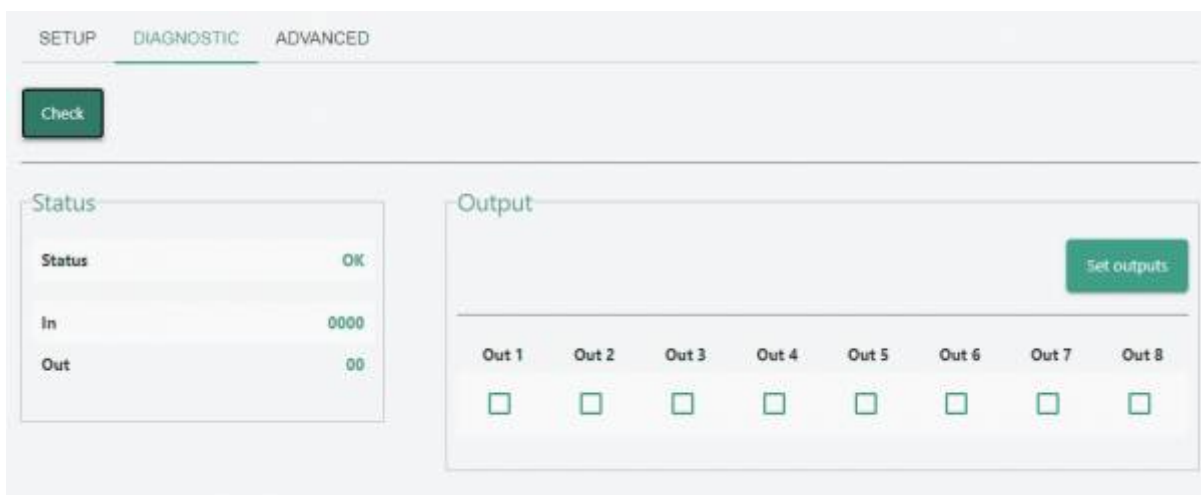 SETUP DIAGNOSTIC ADVANCED
Check
Status
Status OK
In 0000
Out 00
Output
Set outputs
Out 1 Out 2 Out 3 Out 4 Out 5 Out 6 Out 7 Out 8